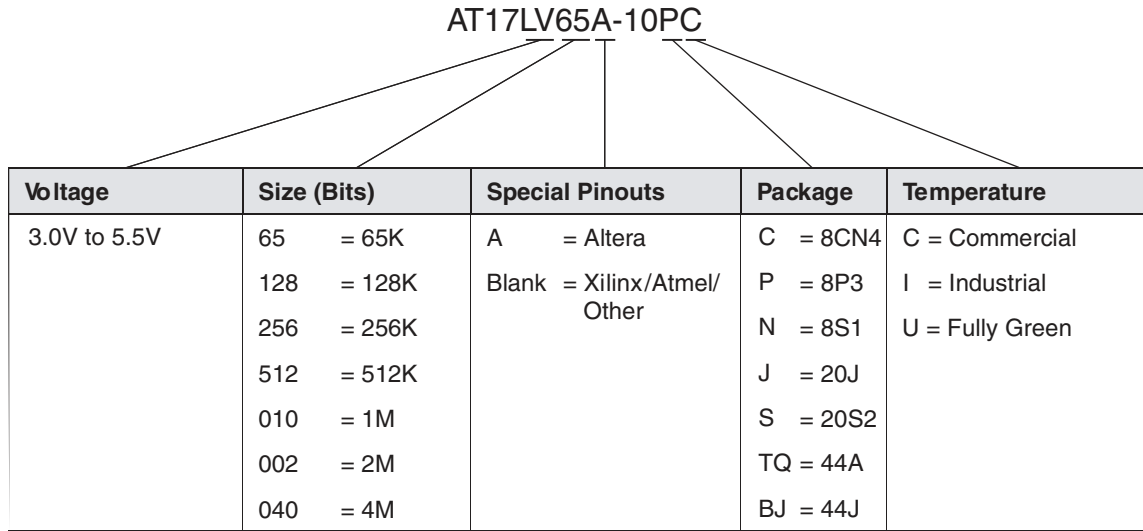 AT17LV65A-10PC
Voltage Size (Bits) Special Pinouts Package Temperature
3.0V to 5.5V 65 = 65K A = Altera C = 8CN4 C = Commercial
128 = 128K Blank = Xilinx/Atmel/ P = 8P3 I = Industrial
Other
256 = 256K N = 8S1 U = Fully Green
512 = 512K J = 20J
010 = 1M S = 20S2
002 = 2M TQ = 44A
040 = 4M BJ = 44J